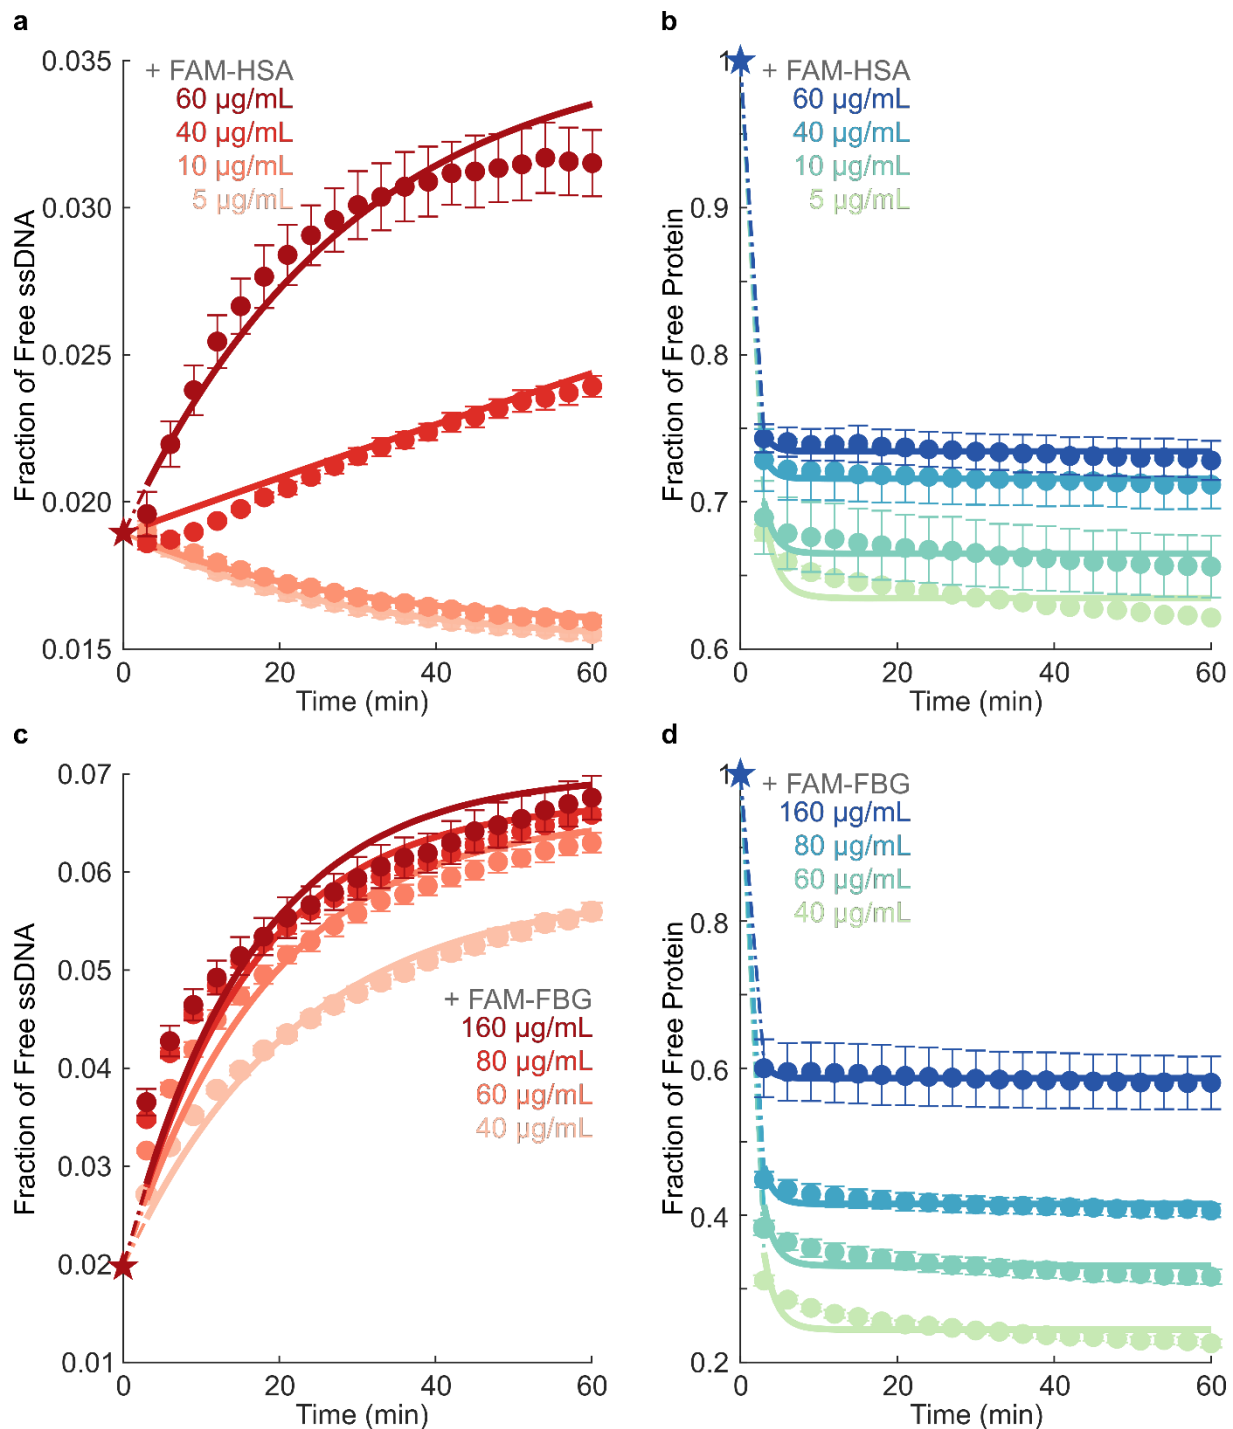 a
0.035
0.030
0.025
0.020
0.015
0 20 40 60
Time (min)
Fraction of Free ssDNA
+ FAM-HSA
60 µg/mL
40 µg/mL
10 µg/mL
5 µg/mL
b
1
0.9
0.8
0.7
0.6
0 20 40 60
Time (min)
Fraction of Free Protein
+ FAM-HSA
60 µg/mL
40 µg/mL
10 µg/mL
5 µg/mL
c
0.07
0.06
0.05
0.04
0.03
0.02
0.01
0 20 40 60
Time (min)
Fraction of Free ssDNA
+ FAM-FBG
160 µg/mL
80 µg/mL
60 µg/mL
40 µg/mL
d
1
0.8
0.6
0.4
0.2
0 20 40 60
Time (min)
Fraction of Free Protein
+ FAM-FBG
160 µg/mL
80 µg/mL
60 µg/mL
40 µg/mL